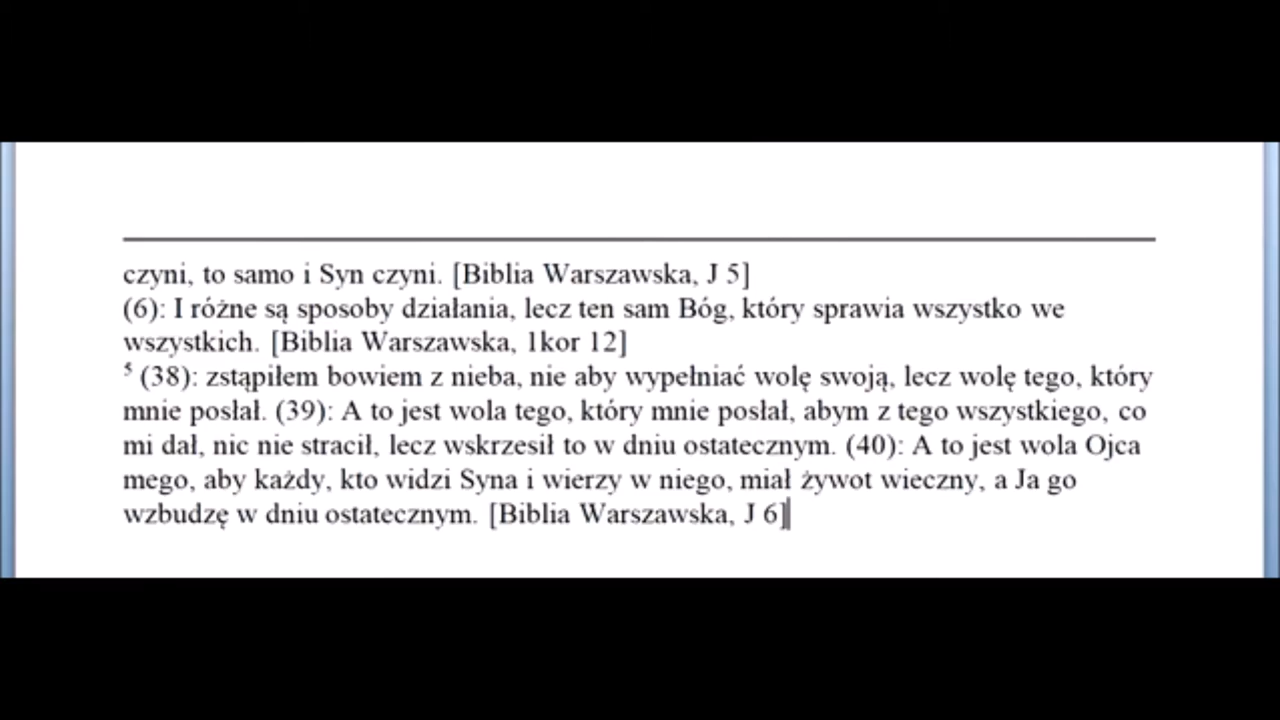 czyni, to samo i Syn czyni. [Biblia Warszawska, J 5]
(6): I różne są sposoby działania, lecz ten sam Bóg, który sprawia wszystko we
wszystkich. [Biblia Warszawska, 1kor 12]
⁵ (38): zstąpiłem bowiem z nieba, nie aby wypełniać wolę swoją, lecz wolę tego, który
mnie posłał. (39): A to jest wola tego, który mnie posłał, abym z tego wszystkiego, co
mi dał, nic nie stracił, lecz wskrzesił to w dniu ostatecznym. (40): A to jest wola Ojca
mego, aby każdy, kto widzi Syna i wierzy w niego, miał żywot wieczny, a Ja go
wzbudzę w dniu ostatecznym. [Biblia Warszawska, J 6]